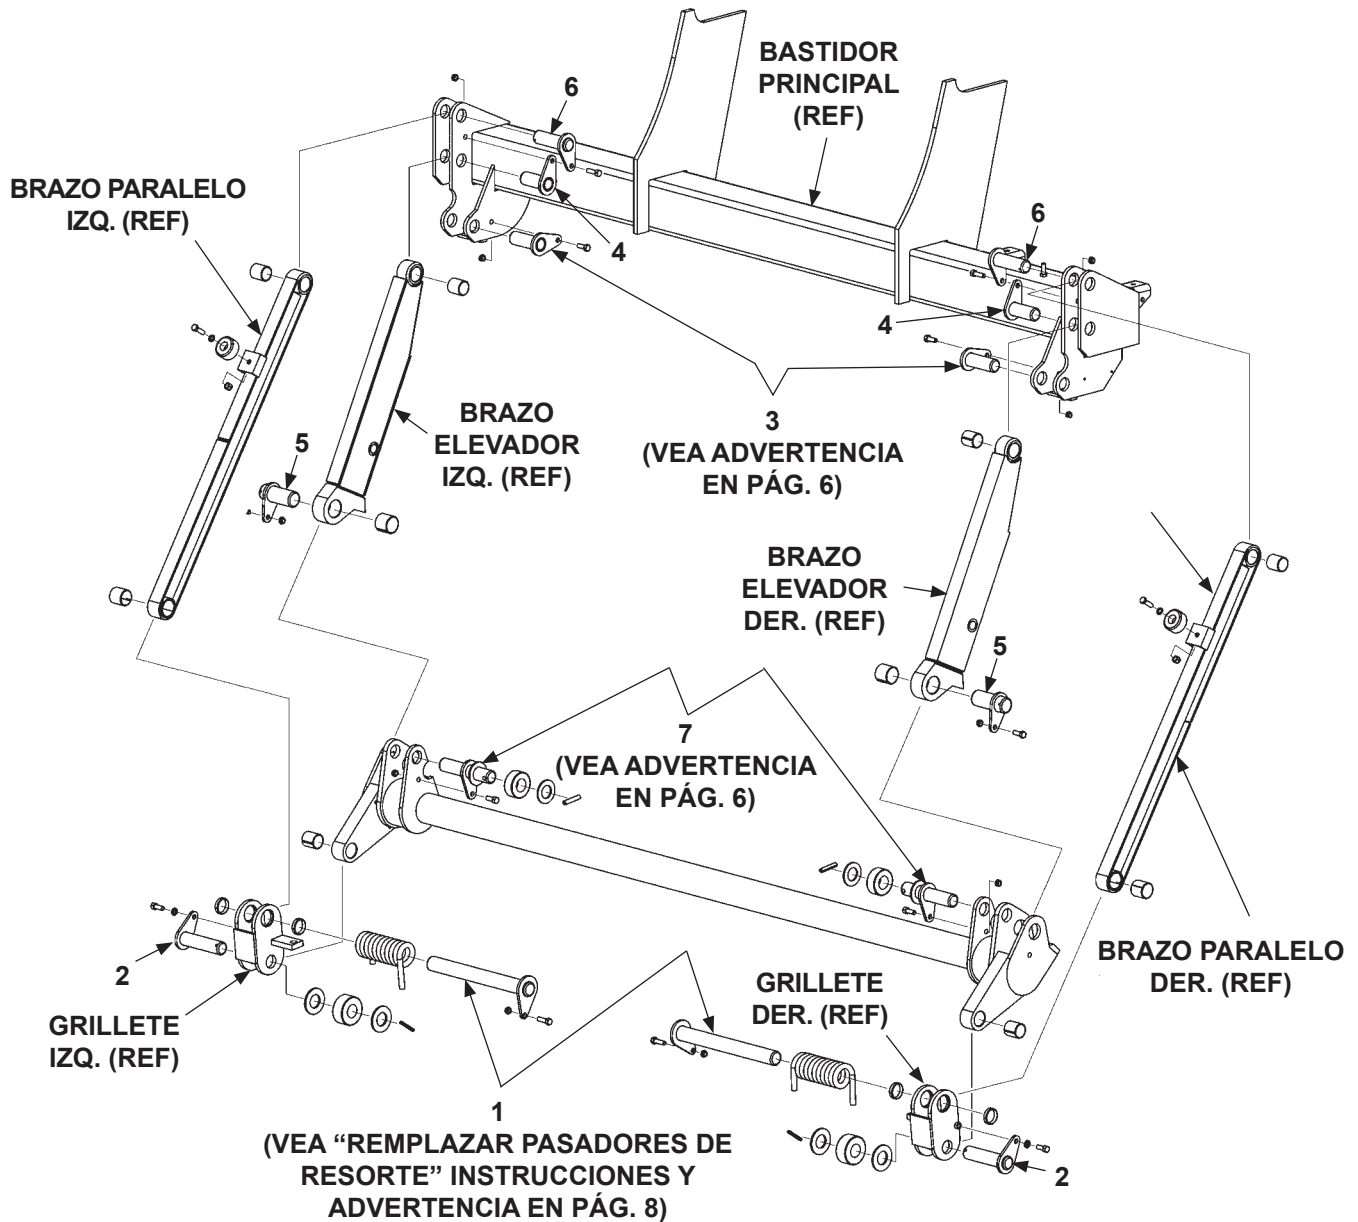 BASTIDOR
PRINCIPAL
(REF)
6
BRAZO PARALELO
IZQ. (REF)
4
6
4
3
(VEA ADVERTENCIA
EN PÁG. 6)
BRAZO
ELEVADOR
IZQ. (REF)
5
BRAZO
ELEVADOR
DER. (REF)
5
7
(VEA ADVERTENCIA
EN PÁG. 6)
BRAZO PARALELO
DER. (REF)
2
GRILLETE
IZQ. (REF)
GRILLETE
DER. (REF)
1
(VEA “REMPLAZAR PASADORES DE
RESORTE” INSTRUCCIONES Y
ADVERTENCIA EN PÁG. 8)
2